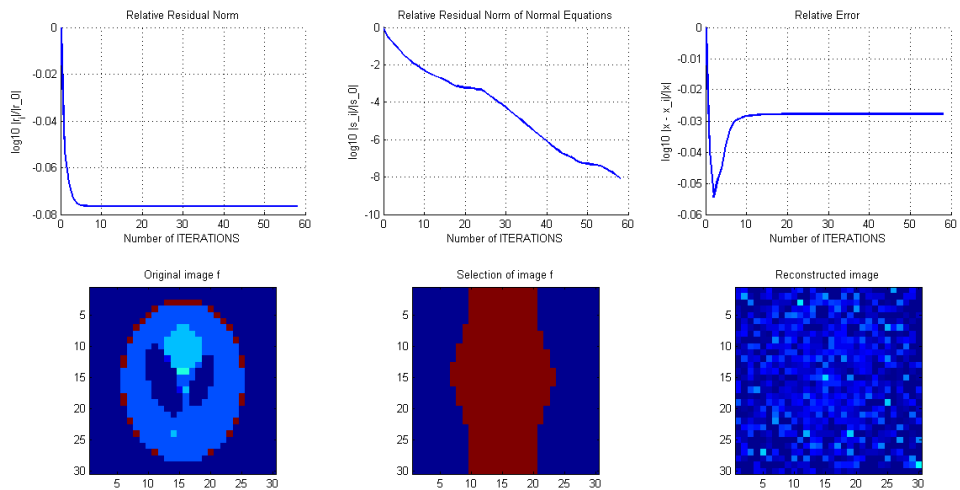 Relative Residual Norm
0
-0.02
-0.04
-0.06
-0.08
log10 |r_i|/|r_0|
0 10 20 30 40 50 60
Number of ITERATIONS
Relative Residual Norm of Normal Equations
0
-2
-4
-6
-8
-10
log10 |s_i|/|s_0|
0 10 20 30 40 50 60
Number of ITERATIONS
Relative Error
0
-0.01
-0.02
-0.03
-0.04
-0.05
-0.06
log10 |x - x_i|/|x|
0 10 20 30 40 50 60
Number of ITERATIONS
Original image f
5
10
15
20
25
30
5 10 15 20 25 30
Selection of image f
5
10
15
20
25
30
5 10 15 20 25 30
Reconstructed image
5
10
15
20
25
30
5 10 15 20 25 30